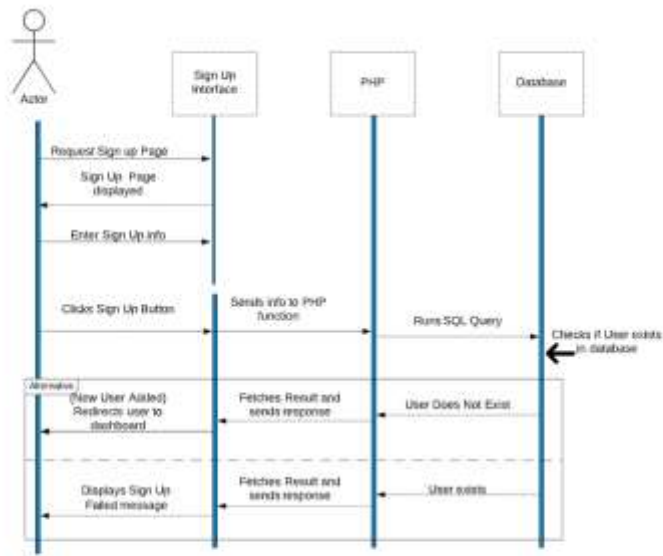 Actor
Sign Up
Interface
PHP
Database
Request Sign up Page
Sign Up Page
displayed
Enter Sign Up info
Clicks Sign Up Button
Sends info to PHP
function
Runs SQL Query
Checks if User exists
in database
Alternative
(New User Added)
Redirects user to
dashboard
Fetches Result and
sends response
User Does Not Exist
Displays Sign Up
Failed message
Fetches Result and
sends response
User exists